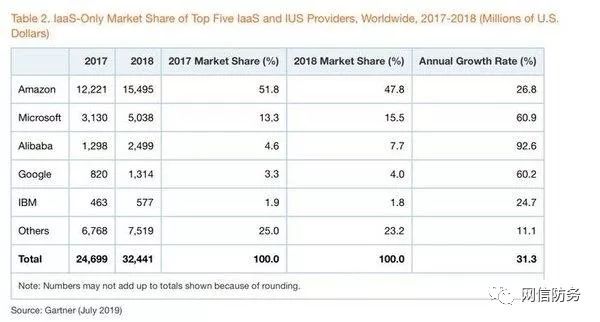 Table 2. IaaS-Only Market Share of Top Five IaaS and IUS Providers, Worldwide, 2017-2018 (Millions of U.S.
Dollars)
2017 2018 2017 Market Share (%) 2018 Market Share (%) Annual Growth Rate (%)
Amazon 12,221 15,495 51.8 47.8 26.8
Microsoft 3,130 5,038 13.3 15.5 60.9
Alibaba 1,298 2,499 4.6 7.7 92.6
Google 820 1,314 3.3 4.0 60.2
IBM 463 577 1.9 1.8 24.7
Others 6,768 7,519 25.0 23.2 11.1
Total 24,699 32,441 100.0 100.0 31.3
Note: Numbers may not add up to totals shown because of rounding.
Source: Gartner (July 2019)
网信防务